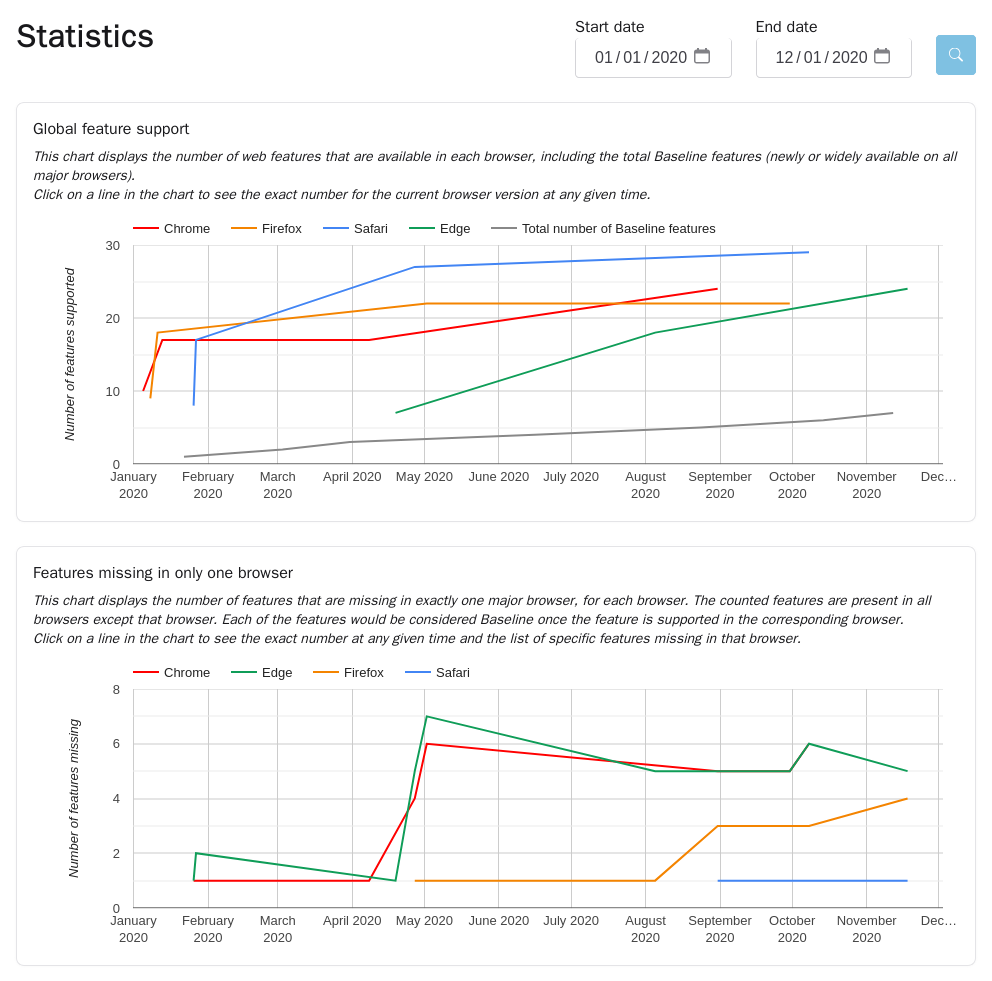 Statistics
Start date
End date
01/01/2020
12/01/2020
Global feature support
This chart displays the number of web features that are available in each browser, including the total Baseline features (newly or widely available on all
major browsers).
Click on a line in the chart to see the exact number for the current browser version at any given time.
Chrome Firefox Safari Edge Total number of Baseline features
Number of features supported
30
20
10
0
January 2020
February 2020
March 2020
April 2020
May 2020
June 2020
July 2020
August 2020
September 2020
October 2020
November 2020
Dec…
Features missing in only one browser
This chart displays the number of features that are missing in exactly one major browser, for each browser. The counted features are present in all
browsers except that browser. Each of the features would be considered Baseline once the feature is supported in the corresponding browser.
Click on a line in the chart to see the exact number at any given time and the list of specific features missing in that browser.
Chrome Edge Firefox Safari
Number of features missing
8
6
4
2
0
January 2020
February 2020
March 2020
April 2020
May 2020
June 2020
July 2020
August 2020
September 2020
October 2020
November 2020
Dec…